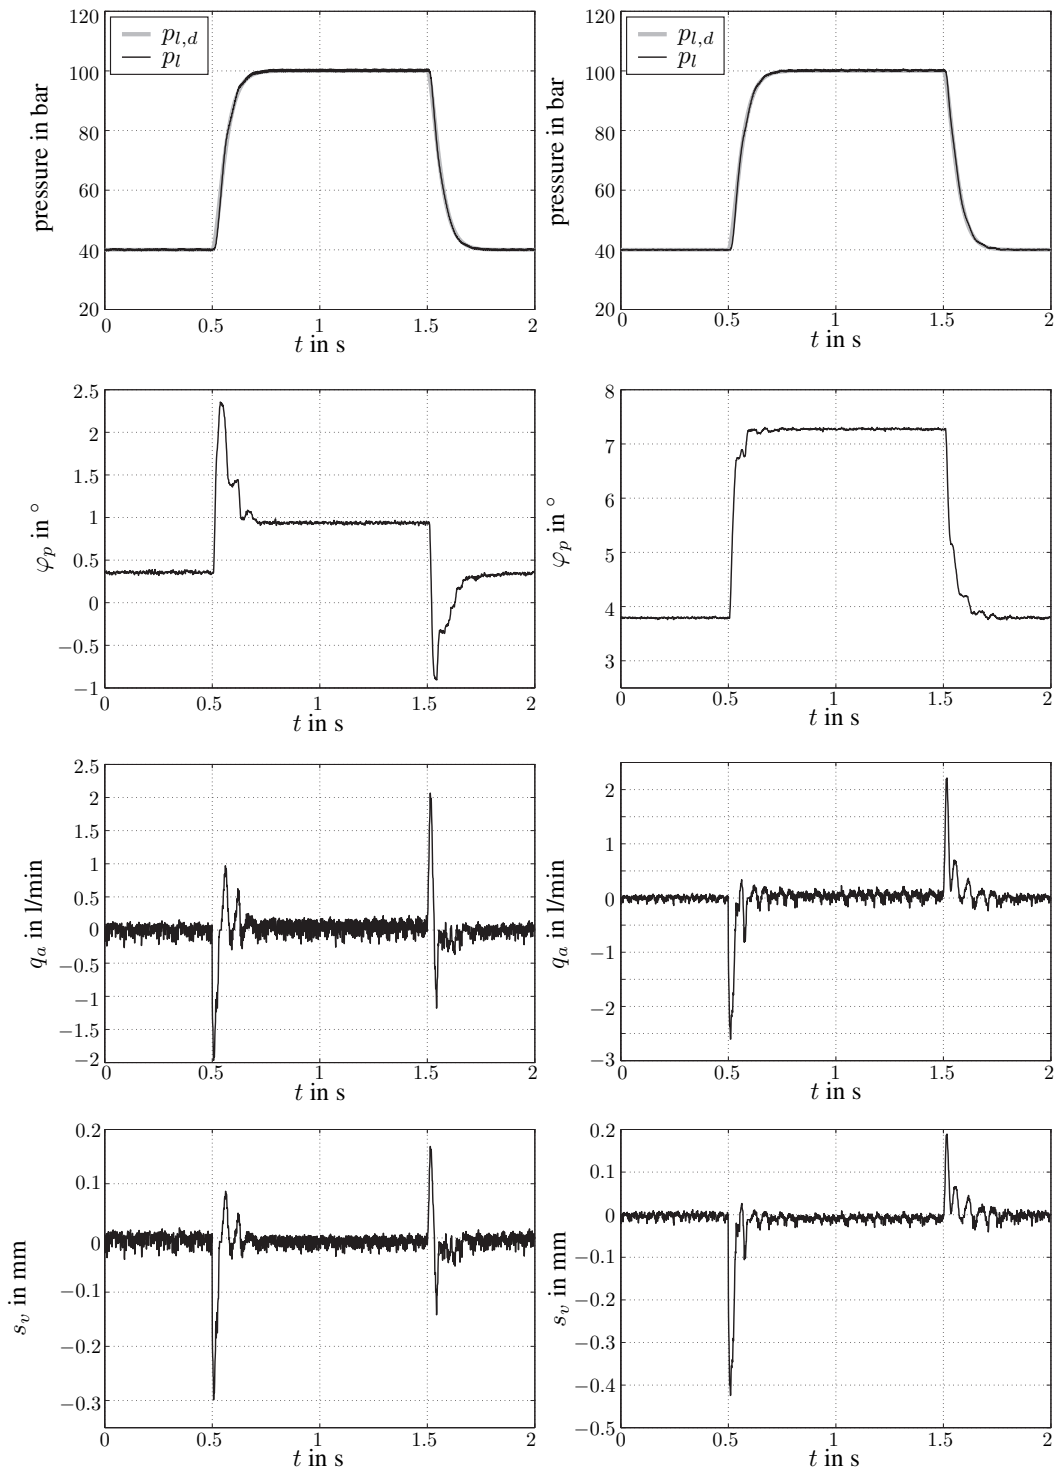 120
100
80
60
40
20
pressure in bar
p_{l,d}
p_l
0 0.5 1 1.5 2
t in s
120
100
80
60
40
20
pressure in bar
p_{l,d}
p_l
0 0.5 1 1.5 2
t in s
2.5
2
1.5
1
0.5
0
−0.5
−1
φ_p in °
0 0.5 1 1.5 2
t in s
8
7
6
5
4
3
φ_p in °
0 0.5 1 1.5 2
t in s
2.5
2
1.5
1
0.5
0
−0.5
−1
−1.5
−2
q_a in l/min
0 0.5 1 1.5 2
t in s
2
1
0
−1
−2
−3
q_a in l/min
0 0.5 1 1.5 2
t in s
0.2
0.1
0
−0.1
−0.2
−0.3
s_v in mm
0 0.5 1 1.5 2
t in s
0.2
0.1
0
−0.1
−0.2
−0.3
−0.4
−0.5
s_v in mm
0 0.5 1 1.5 2
t in s